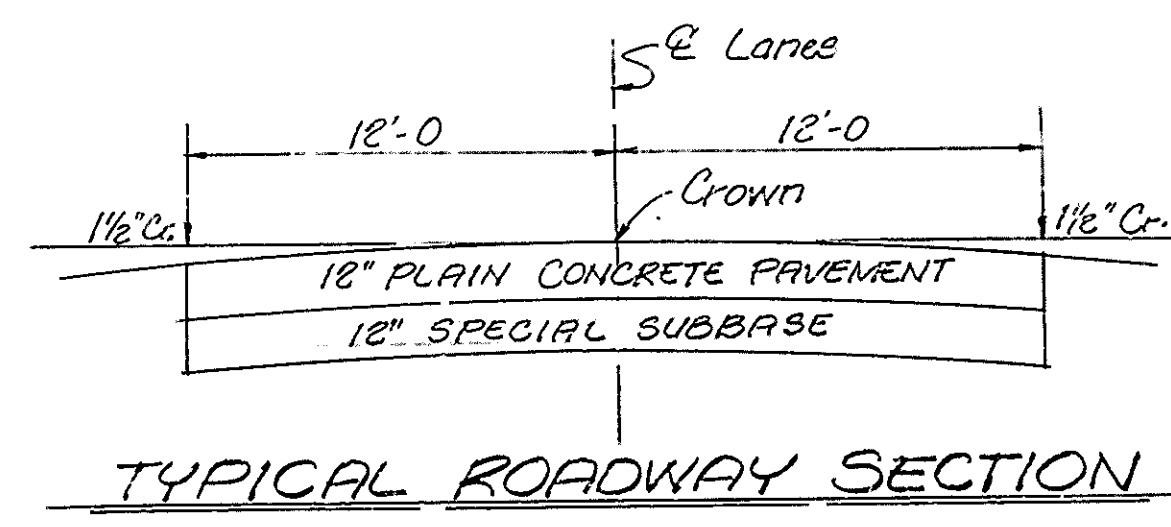 ℄ Lanes
12'-0 12'-0
Crown
1½" Cr. 1½" Cr.
12" PLAIN CONCRETE PAVEMENT
12" SPECIAL SUBBASE
TYPICAL ROADWAY SECTION